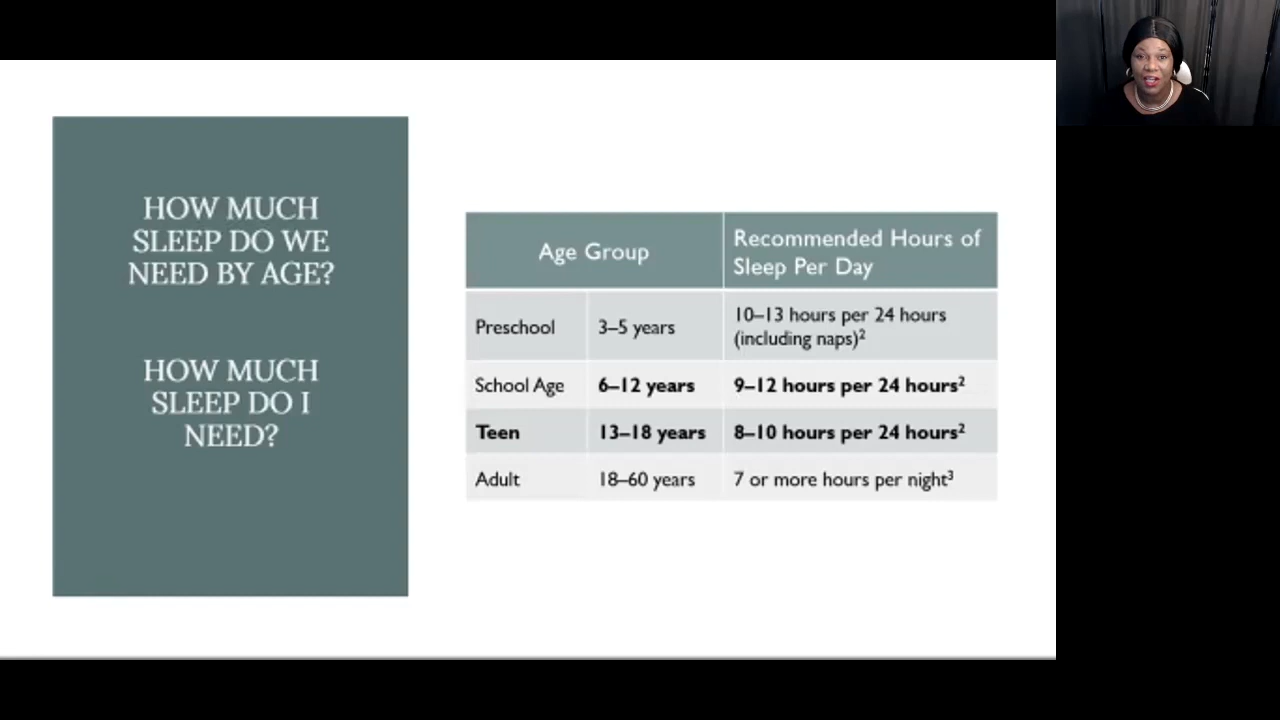 HOW MUCH
SLEEP DO WE
NEED BY AGE?
HOW MUCH
SLEEP DO I
NEED?
Age Group
Recommended Hours of
Sleep Per Day
Preschool
3–5 years
10–13 hours per 24 hours
(including naps)²
School Age
6–12 years
9–12 hours per 24 hours²
Teen
13–18 years
8–10 hours per 24 hours²
Adult
18–60 years
7 or more hours per night³